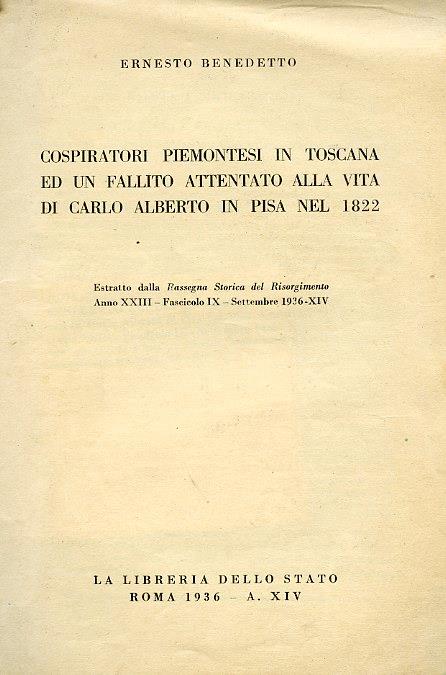 ERNESTO BENEDETTO
COSPIRATORI PIEMONTESI IN TOSCANA
ED UN FALLITO ATTENTATO ALLA VITA
DI CARLO ALBERTO IN PISA NEL 1822
Estratto dalla Rassegna Storica del Risorgimento
Anno XXIII - Fascicolo IX - Settembre 1936-XIV
LA LIBRERIA DELLO STATO
ROMA 1936 - A. XIV